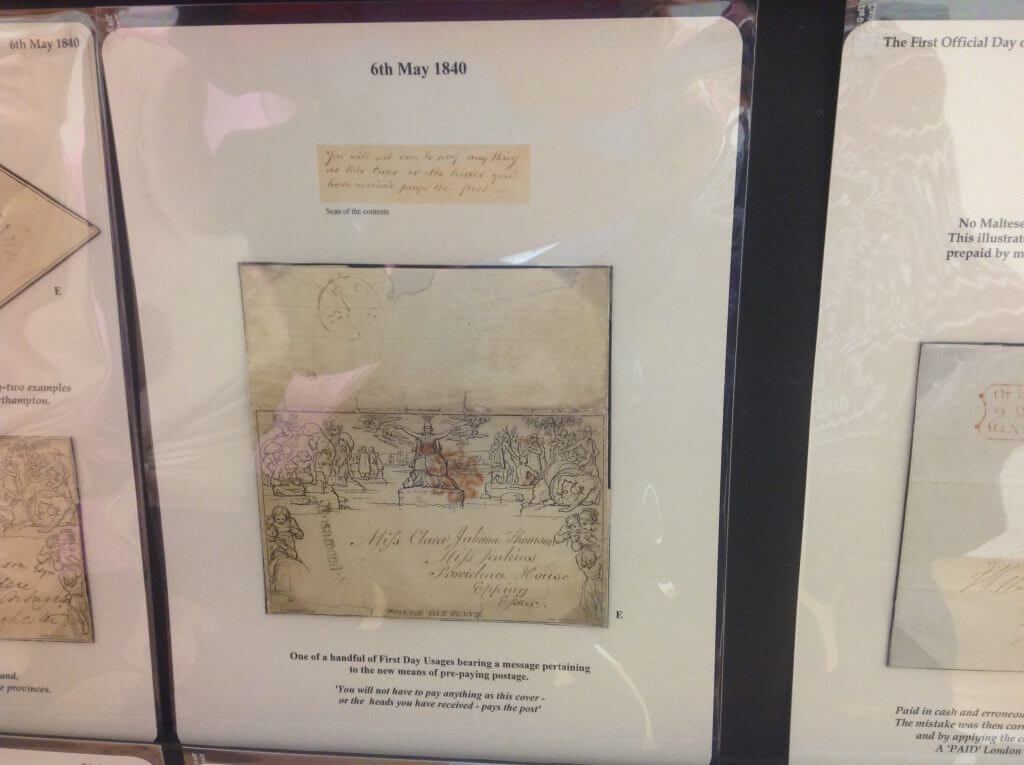 6th May 1840
E
-two examples
rthampton.
and,
e provinces.
6th May 1840
You will not have to pay anything
as this cover or the heads you
have received pays the post —
Scan of the contents
Miss Clara Juliana Thomson
Miss Jenkins
Providence House
Epping
Essex.
POSTAGE ONE PENNY.
E
One of a handful of First Day Usages bearing a message pertaining
to the new means of pre-paying postage.
'You will not have to pay anything as this cover -
or the heads you have received - pays the post'
The First Official Day o
No Maltese
This illustrat
prepaid by m
Paid in cash and erroneou
The mistake was then corr
and by applying the c
A 'PAID' London